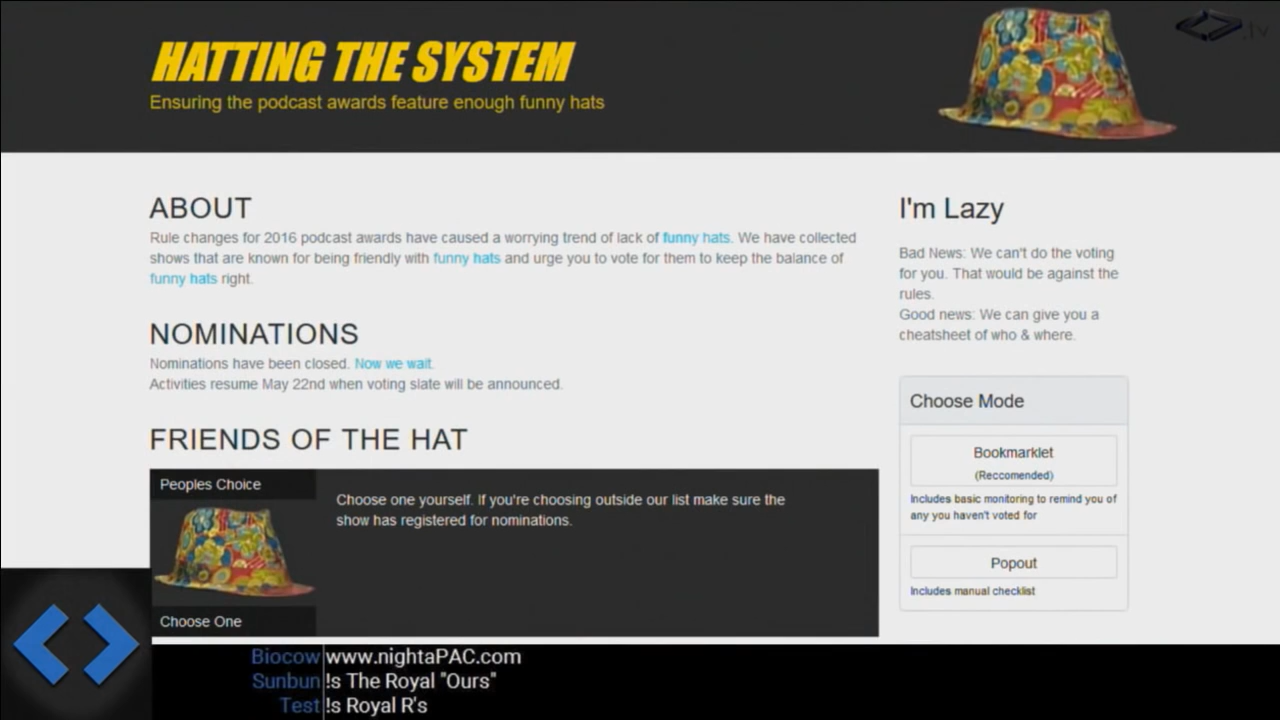 HATTING THE SYSTEM
Ensuring the podcast awards feature enough funny hats
.tv
ABOUT
Rule changes for 2016 podcast awards have caused a worrying trend of lack of funny hats. We have collected
shows that are known for being friendly with funny hats and urge you to vote for them to keep the balance of
funny hats right.
NOMINATIONS
Nominations have been closed. Now we wait.
Activities resume May 22nd when voting slate will be announced.
FRIENDS OF THE HAT
Peoples Choice
Choose one yourself. If you're choosing outside our list make sure the
show has registered for nominations.
Choose One
I'm Lazy
Bad News: We can't do the voting
for you. That would be against the
rules.
Good news: We can give you a
cheatsheet of who & where.
Choose Mode
Bookmarklet
(Reccomended)
Includes basic monitoring to remind you of
any you haven't voted for
Popout
Includes manual checklist
Biocow www.nightaPAC.com
Sunbun !s The Royal "Ours"
Test !s Royal R's